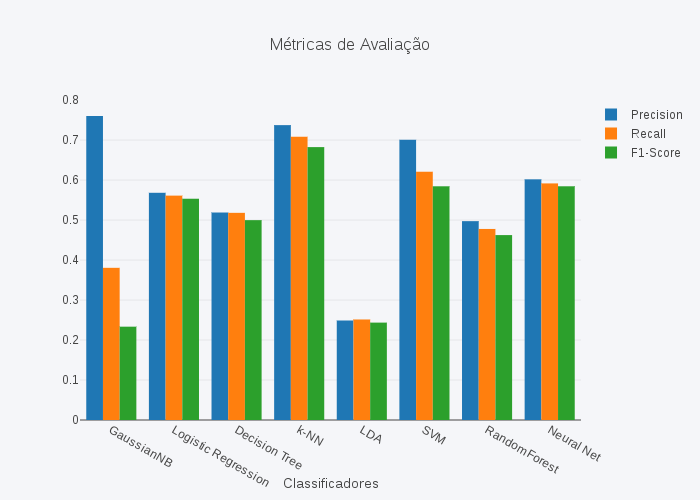 Métricas de Avaliação
Precision
Recall
F1-Score
0.8
0.7
0.6
0.5
0.4
0.3
0.2
0.1
0
GaussianNB
Logistic Regression
Decision Tree
k-NN
LDA
SVM
RandomForest
Neural Net
Classificadores